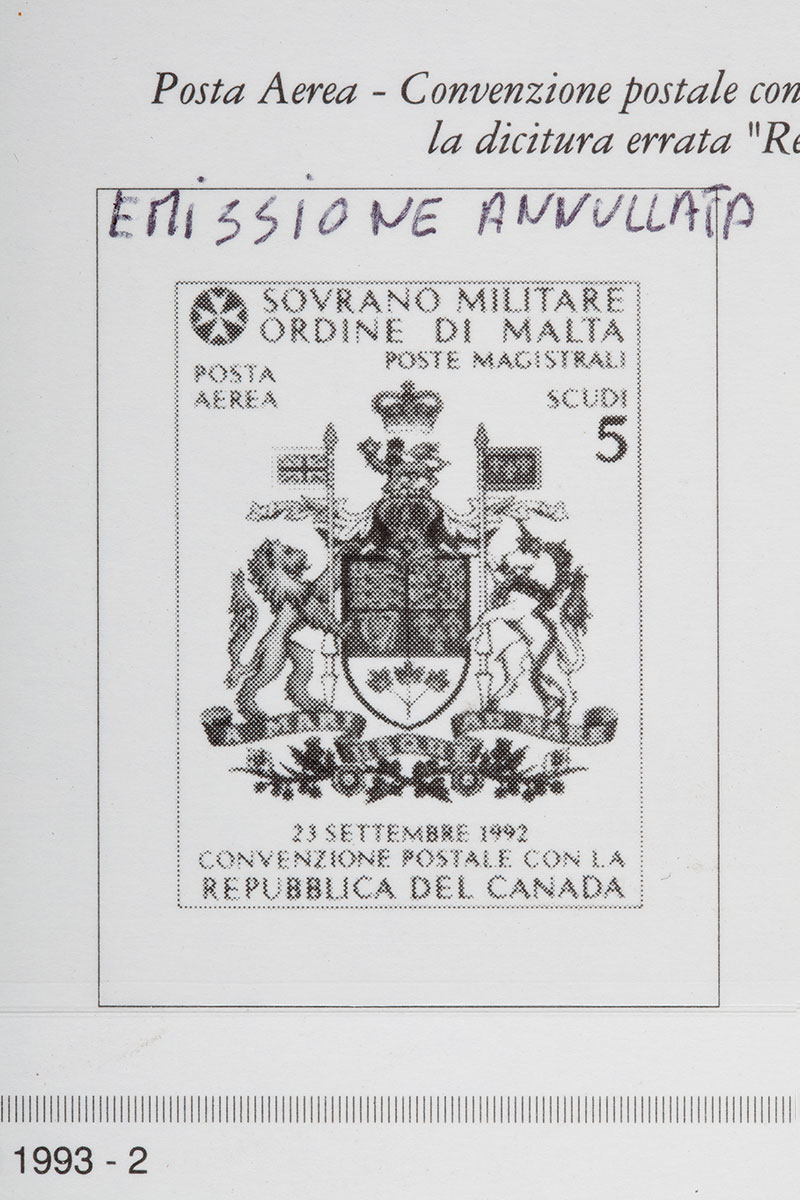 Posta Aerea - Convenzione postale con
la dicitura errata "Re
EMISSIONE ANNULLATA
SOVRANO MILITARE
ORDINE DI MALTA
POSTE MAGISTRALI
POSTA
AEREA
SCUDI
5
23 SETTEMBRE 1992
CONVENZIONE POSTALE CON LA
REPUBBLICA DEL CANADA
1993 - 2